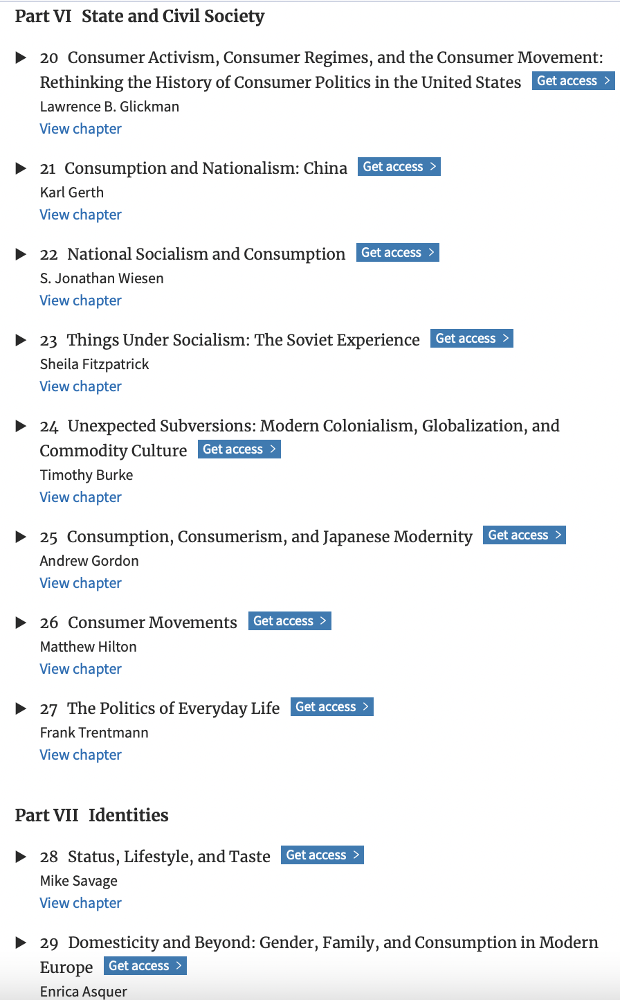 Part VI State and Civil Society
20 Consumer Activism, Consumer Regimes, and the Consumer Movement:
Rethinking the History of Consumer Politics in the United States Get access >
Lawrence B. Glickman
View chapter
21 Consumption and Nationalism: China Get access >
Karl Gerth
View chapter
22 National Socialism and Consumption Get access >
S. Jonathan Wiesen
View chapter
23 Things Under Socialism: The Soviet Experience Get access >
Sheila Fitzpatrick
View chapter
24 Unexpected Subversions: Modern Colonialism, Globalization, and
Commodity Culture Get access >
Timothy Burke
View chapter
25 Consumption, Consumerism, and Japanese Modernity Get access >
Andrew Gordon
View chapter
26 Consumer Movements Get access >
Matthew Hilton
View chapter
27 The Politics of Everyday Life Get access >
Frank Trentmann
View chapter
Part VII Identities
28 Status, Lifestyle, and Taste Get access >
Mike Savage
View chapter
29 Domesticity and Beyond: Gender, Family, and Consumption in Modern
Europe Get access >
Enrica Asquer